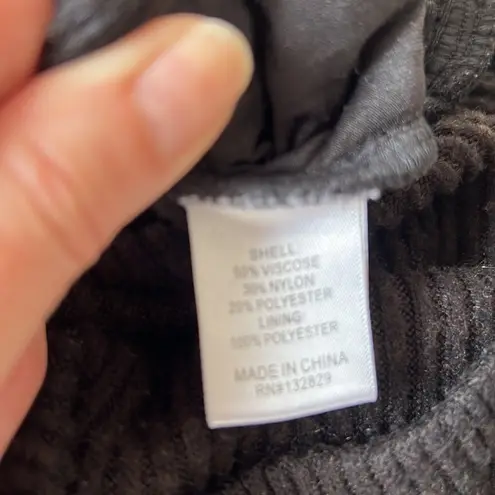 SHELL:
50% VISCOSE
30% NYLON
20% POLYESTER
LINING:
100% POLYESTER
MADE IN CHINA
RN#132829